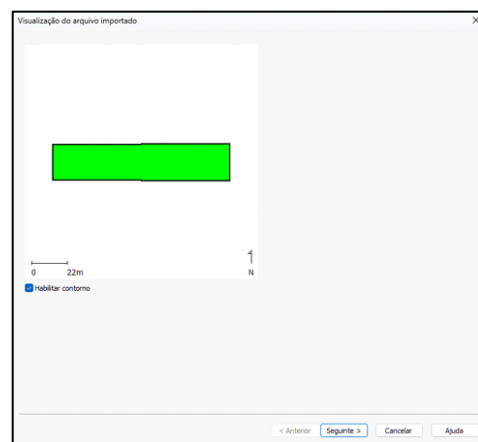 Visualização do arquivo importado
0 22m
N
Habilitar contorno
< Anterior Seguinte > Cancelar Ajuda